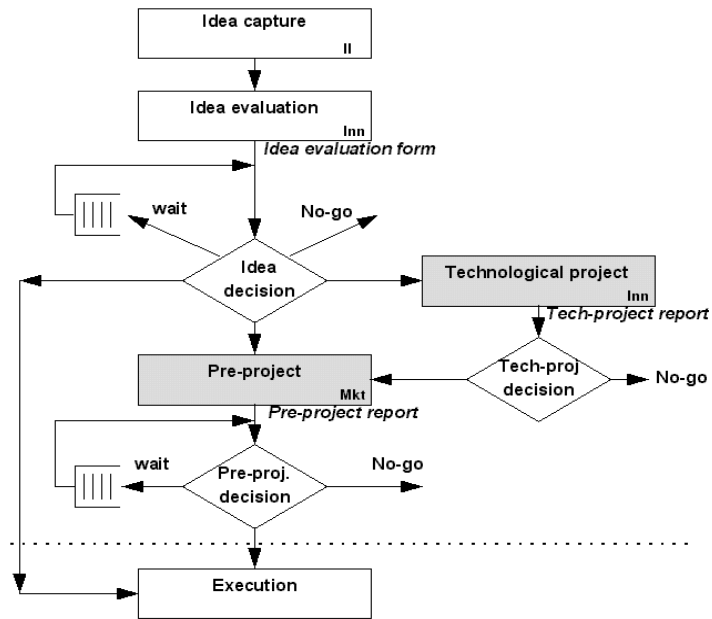 Idea capture
II
Idea evaluation
Inn
Idea evaluation form
wait
No-go
Idea
decision
Technological project
Inn
Tech-project report
Pre-project
Mkt
Tech-proj
decision
No-go
Pre-project report
wait
Pre-proj.
decision
No-go
Execution